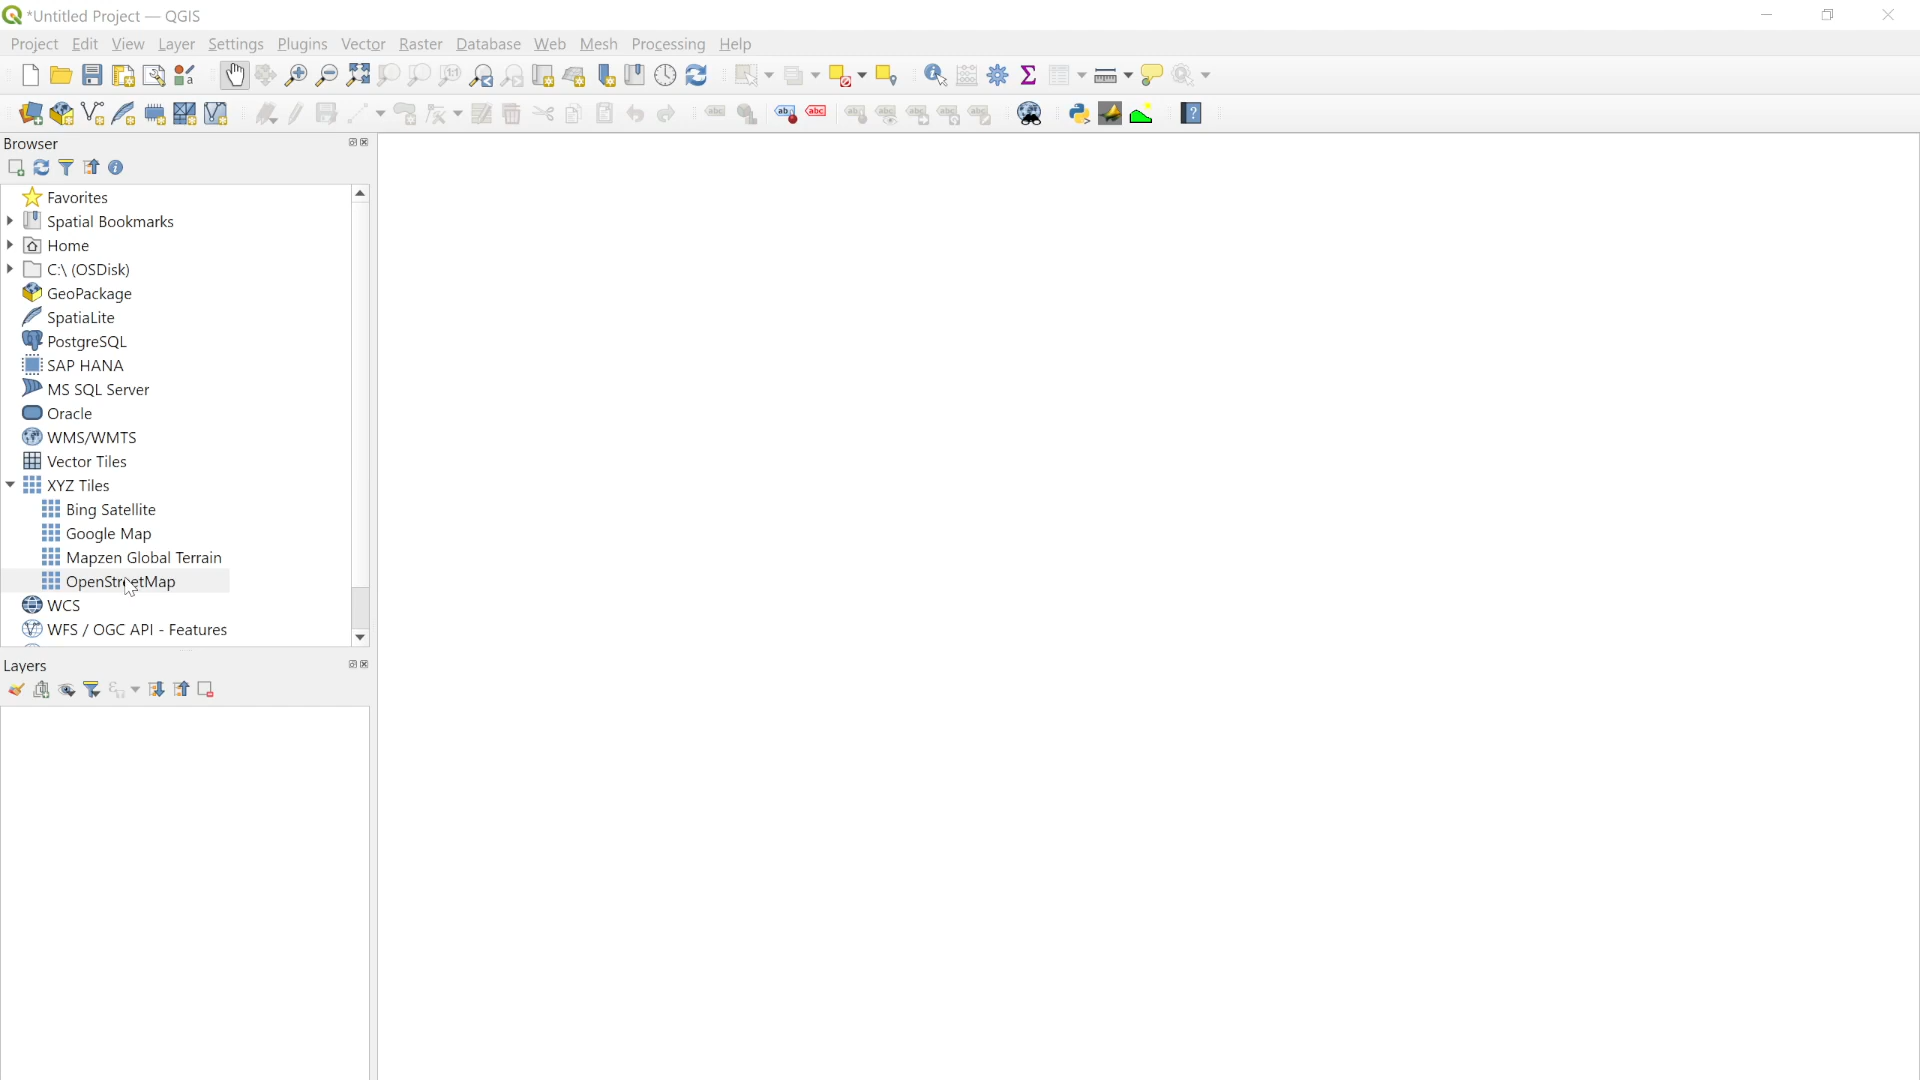 *Untitled Project — QGIS
Project Edit View Layer Settings Plugins Vector Raster Database Web Mesh Processing Help
Browser
Favorites
Spatial Bookmarks
Home
C:\ (OSDisk)
GeoPackage
SpatiaLite
PostgreSQL
SAP HANA
MS SQL Server
Oracle
WMS/WMTS
Vector Tiles
XYZ Tiles
Bing Satellite
Google Map
Mapzen Global Terrain
OpenStreetMap
WCS
WFS / OGC API - Features
Layers